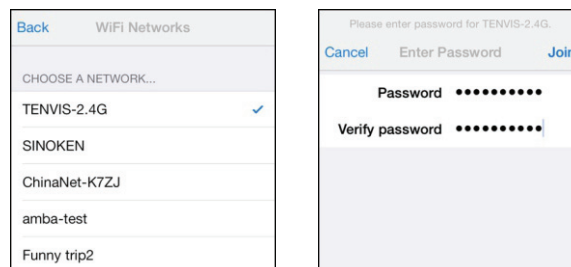 Back WiFi Networks
CHOOSE A NETWORK...
TENVIS-2.4G
SINOKEN
ChinaNet-K7ZJ
amba-test
Funny trip2
Please enter password for TENVIS-2.4G.
Cancel Enter Password Join
Password ••••••••••
Verify password ••••••••••